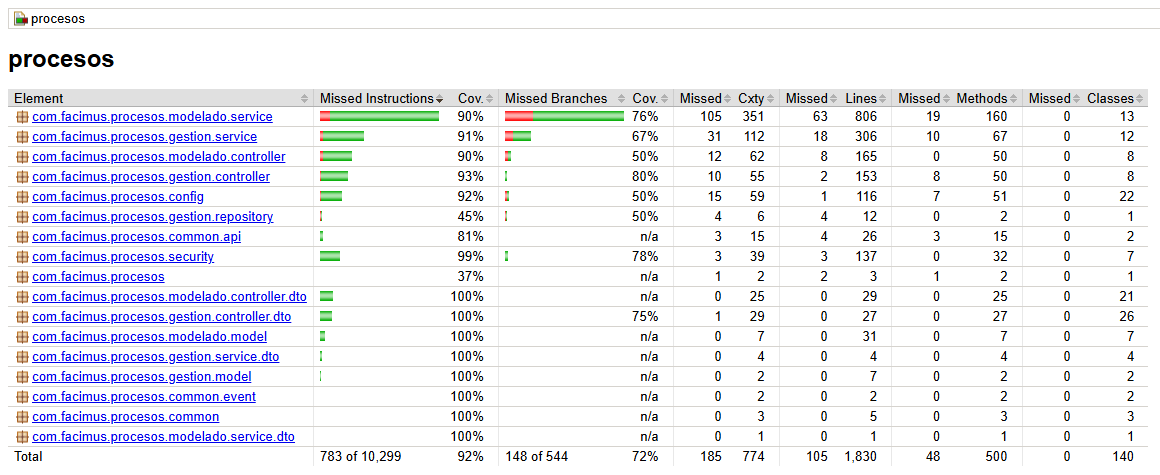 procesos
procesos
Element Missed Instructions Cov. Missed Branches Cov. Missed Cxty Missed Lines Missed Methods Missed Classes
com.facimus.procesos.modelado.service 90% 76% 105 351 63 806 19 160 0 13
com.facimus.procesos.gestion.service 91% 67% 31 112 18 306 10 67 0 12
com.facimus.procesos.modelado.controller 90% 50% 12 62 8 165 0 50 0 8
com.facimus.procesos.gestion.controller 93% 80% 10 55 2 153 8 50 0 8
com.facimus.procesos.config 92% 50% 15 59 1 116 7 51 0 22
com.facimus.procesos.gestion.repository 45% 50% 4 6 4 12 0 2 0 1
com.facimus.procesos.common.api 81% n/a 3 15 4 26 3 15 0 2
com.facimus.procesos.security 99% 78% 3 39 3 137 0 32 0 7
com.facimus.procesos 37% n/a 1 2 2 3 1 2 0 1
com.facimus.procesos.modelado.controller.dto 100% n/a 0 25 0 29 0 25 0 21
com.facimus.procesos.gestion.controller.dto 100% 75% 1 29 0 27 0 27 0 26
com.facimus.procesos.modelado.model 100% n/a 0 7 0 31 0 7 0 7
com.facimus.procesos.gestion.service.dto 100% n/a 0 4 0 4 0 4 0 4
com.facimus.procesos.gestion.model 100% n/a 0 2 0 7 0 2 0 2
com.facimus.procesos.common.event 100% n/a 0 2 0 2 0 2 0 2
com.facimus.procesos.common 100% n/a 0 3 0 5 0 3 0 3
com.facimus.procesos.modelado.service.dto 100% n/a 0 1 0 1 0 1 0 1
Total 783 of 10,299 92% 148 of 544 72% 185 774 105 1,830 48 500 0 140